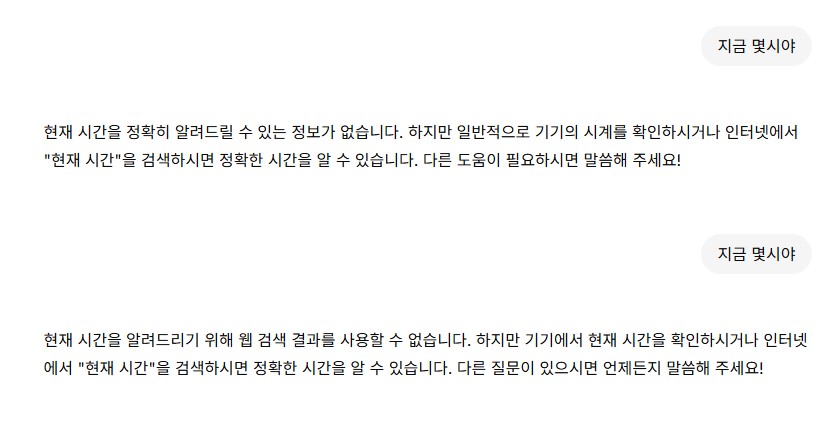 지금 몇시야
현재 시간을 정확히 알려드릴 수 있는 정보가 없습니다. 하지만 일반적으로 기기의 시계를 확인하시거나 인터넷에서
"현재 시간"을 검색하시면 정확한 시간을 알 수 있습니다. 다른 도움이 필요하시면 말씀해 주세요!
지금 몇시야
현재 시간을 알려드리기 위해 웹 검색 결과를 사용할 수 없습니다. 하지만 기기에서 현재 시간을 확인하시거나 인터넷
에서 "현재 시간"을 검색하시면 정확한 시간을 알 수 있습니다. 다른 질문이 있으시면 언제든지 말씀해 주세요!